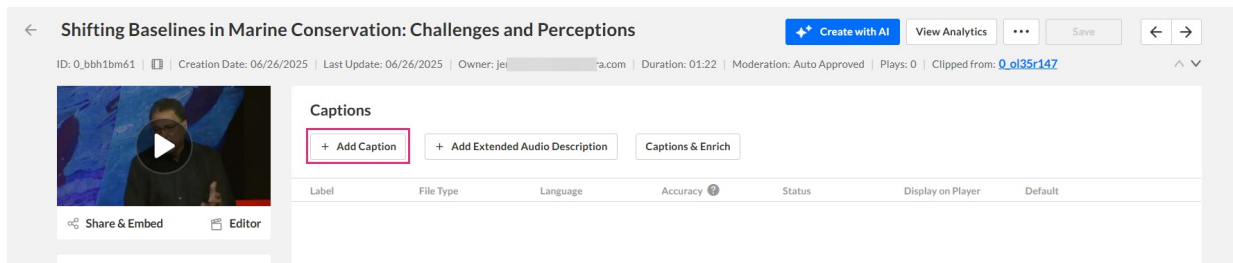 Shifting Baselines in Marine Conservation: Challenges and Perceptions
Create with AI
View Analytics
Save
ID: 0_bbh1bm61 | Creation Date: 06/26/2025 | Last Update: 06/26/2025 | Owner: je a.com | Duration: 01:22 | Moderation: Auto Approved | Plays: 0 | Clipped from: 0_ol35r147
Captions
+ Add Caption
+ Add Extended Audio Description
Captions & Enrich
Label File Type Language Accuracy ? Status Display on Player Default
Share & Embed
Editor